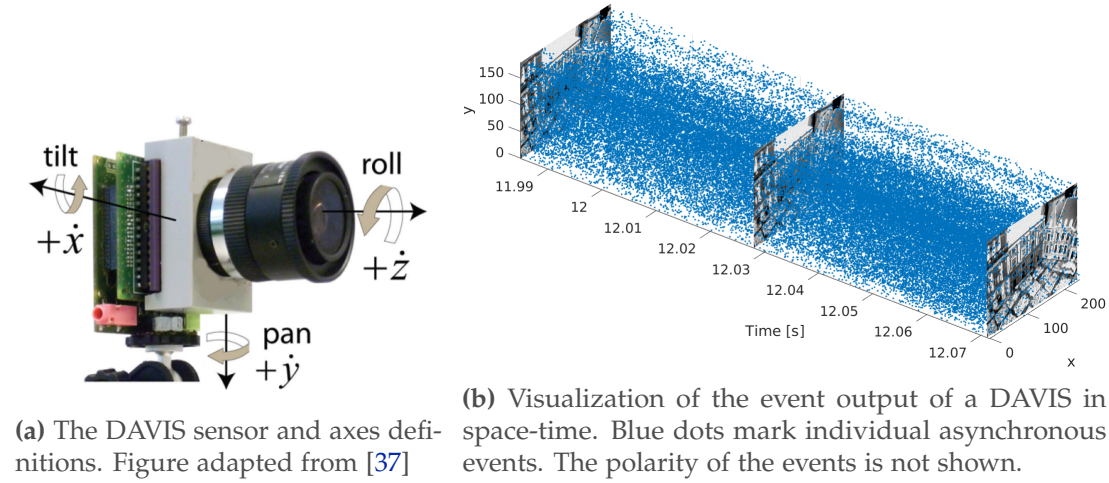 tilt
roll
+ẋ
+ż
pan
+ẏ
(a) The DAVIS sensor and axes defi-
nitions. Figure adapted from [37]
y
150
100
50
0
11.99
12
12.01
12.02
12.03
12.04
12.05
12.06
12.07
Time [s]
0
100
200
x
(b) Visualization of the event output of a DAVIS in
space-time. Blue dots mark individual asynchronous
events. The polarity of the events is not shown.